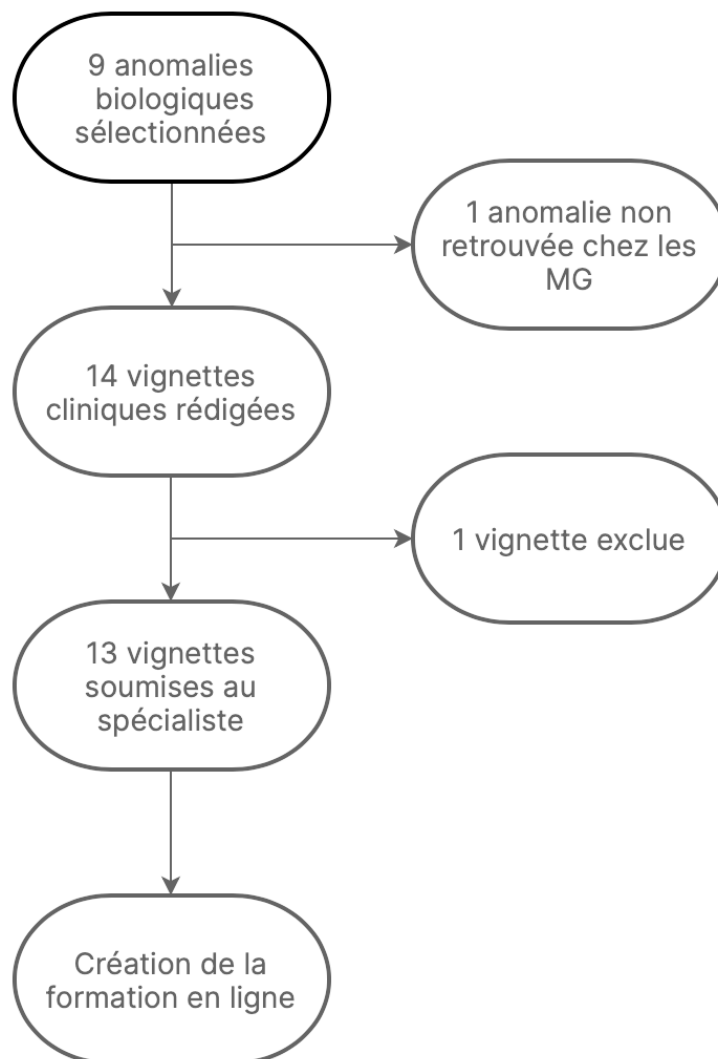 9 anomalies
biologiques
sélectionnées
1 anomalie non
retrouvée chez les
MG
14 vignettes
cliniques rédigées
1 vignette exclue
13 vignettes
soumises au
spécialiste
Création de la
formation en ligne